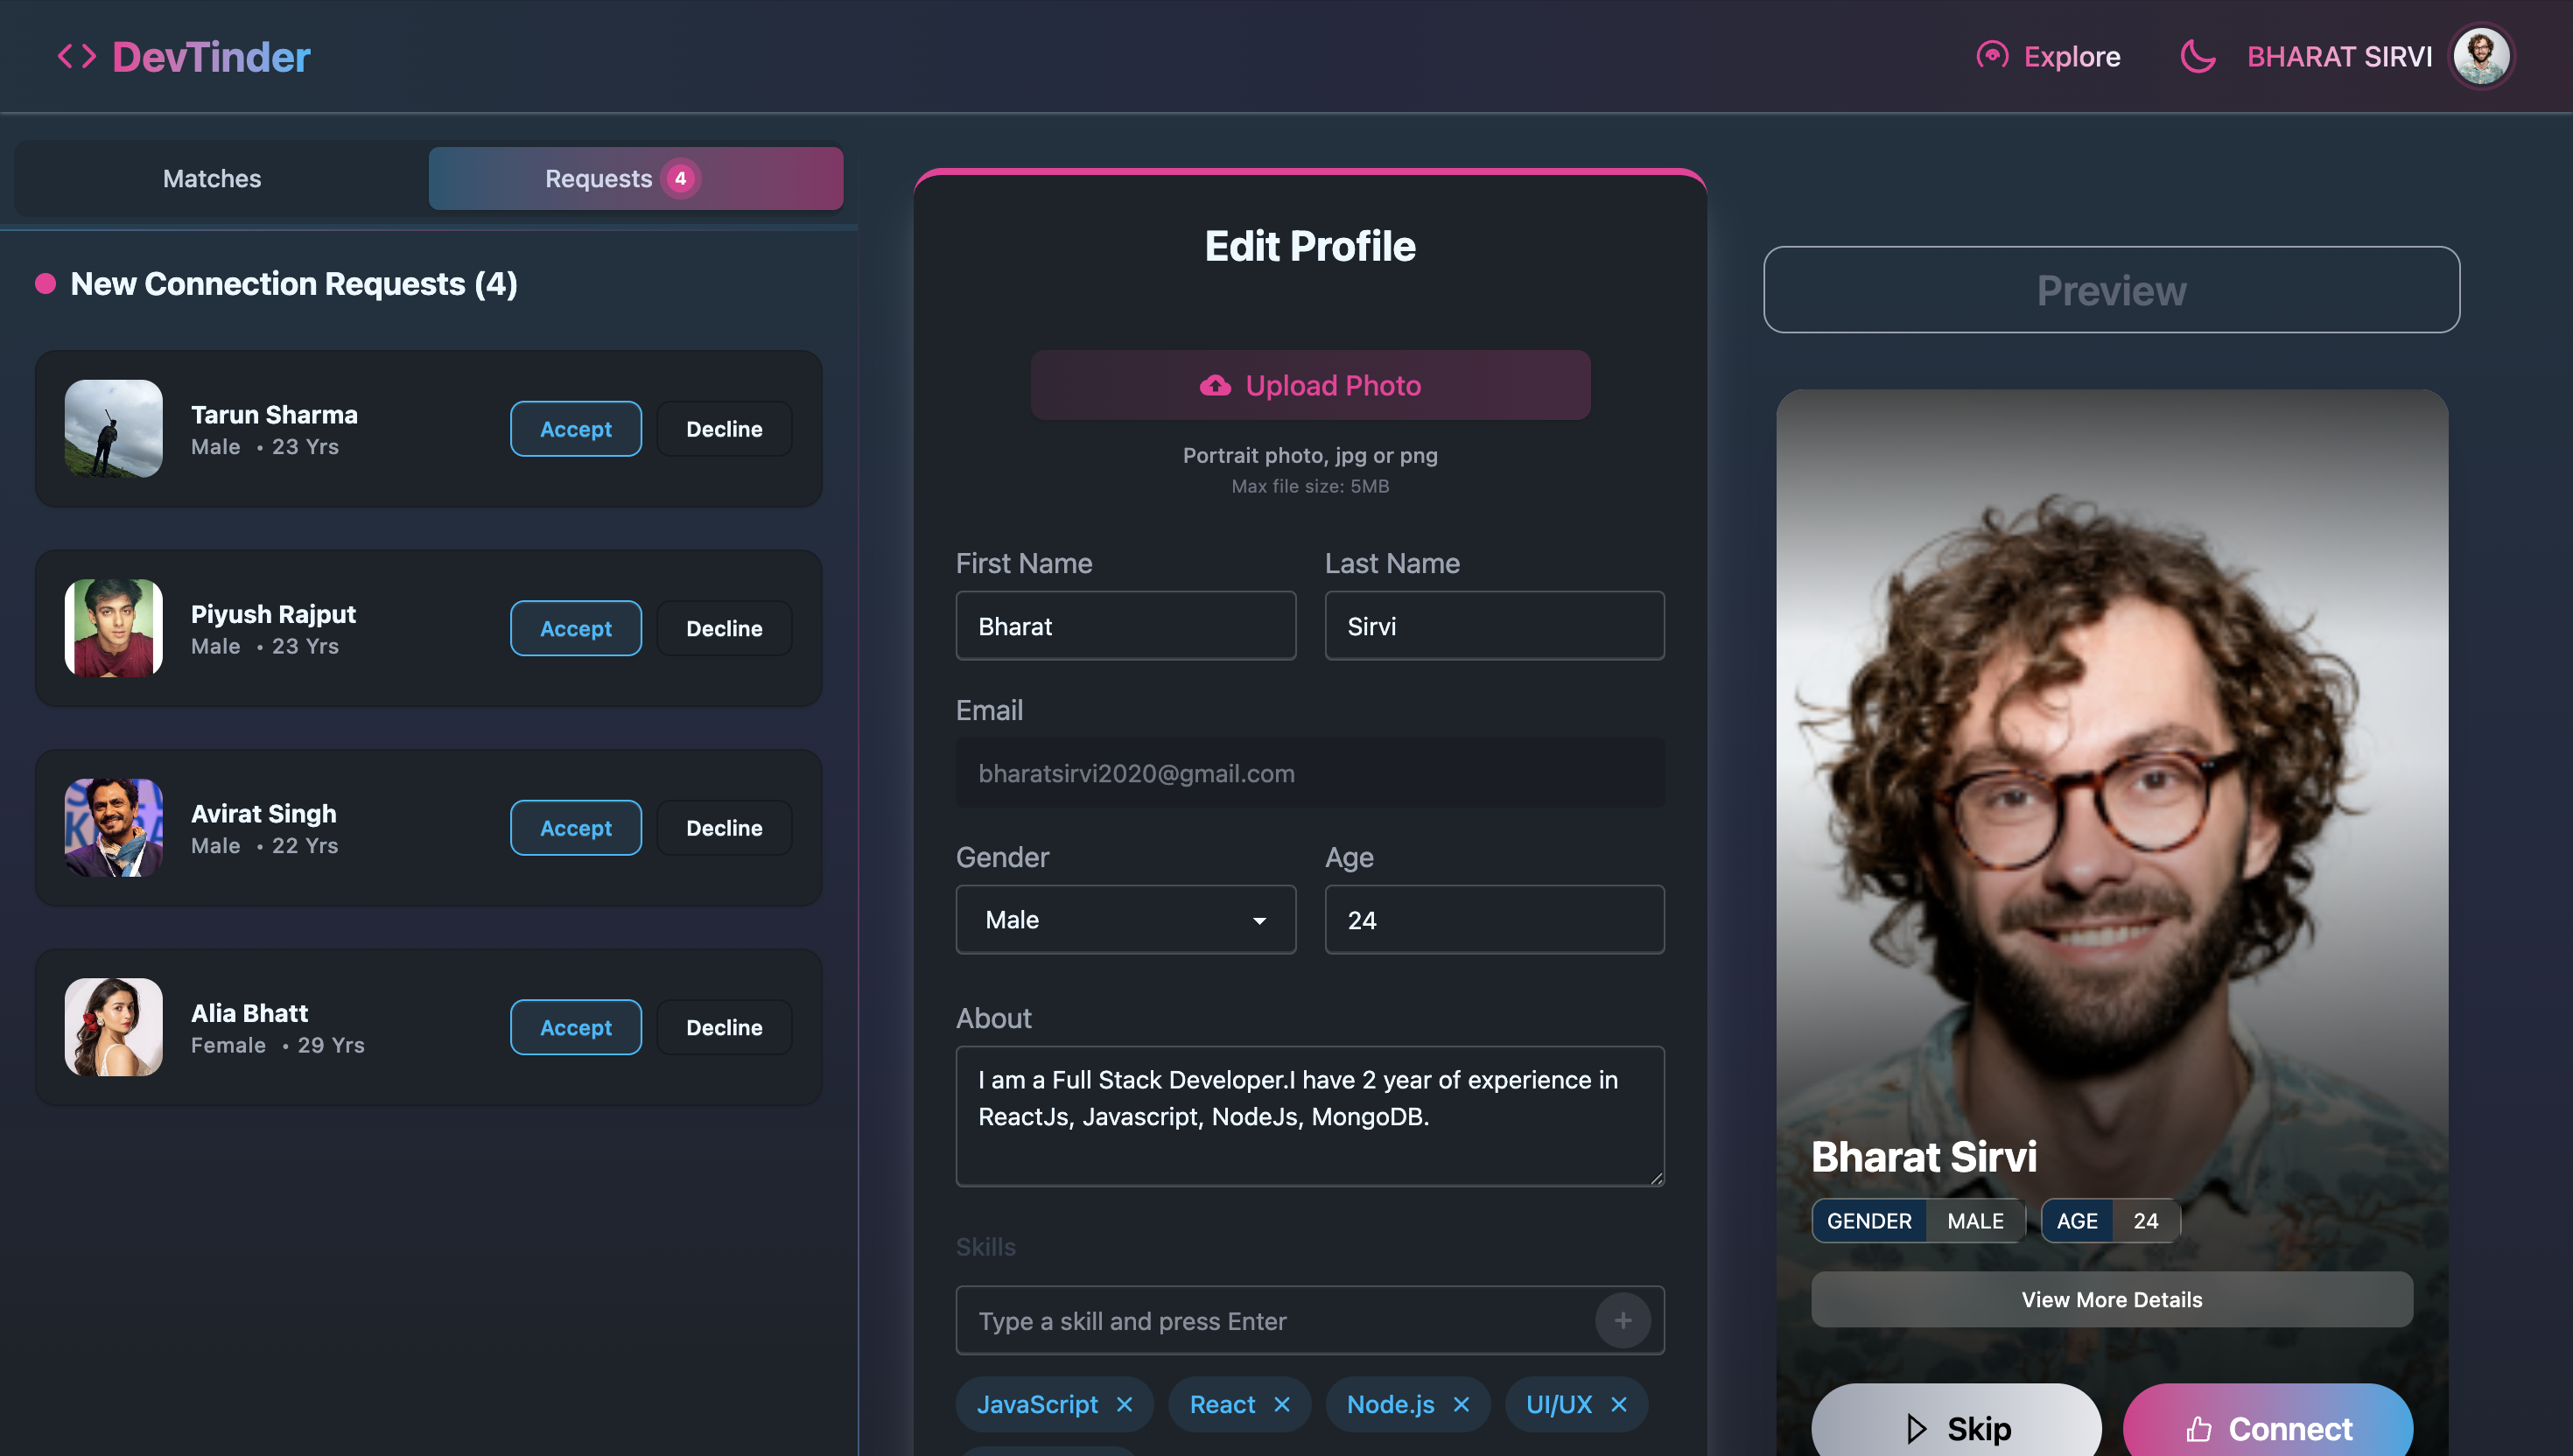 DevTinder
Explore
BHARAT SIRVI
Matches
Requests 4
New Connection Requests (4)
Tarun Sharma
Male • 23 Yrs
Accept
Decline
Piyush Rajput
Male • 23 Yrs
Accept
Decline
Avirat Singh
Male • 22 Yrs
Accept
Decline
Alia Bhatt
Female • 29 Yrs
Accept
Decline
Edit Profile
Upload Photo
Portrait photo, jpg or png
Max file size: 5MB
First Name
Last Name
Bharat
Sirvi
Email
bharatsirvi2020@gmail.com
Gender
Age
Male
24
About
I am a Full Stack Developer.I have 2 year of experience in
ReactJs, Javascript, NodeJs, MongoDB.
Skills
Type a skill and press Enter
JavaScript
React
Node.js
UI/UX
Preview
Bharat Sirvi
GENDER MALE AGE 24
View More Details
Skip
Connect